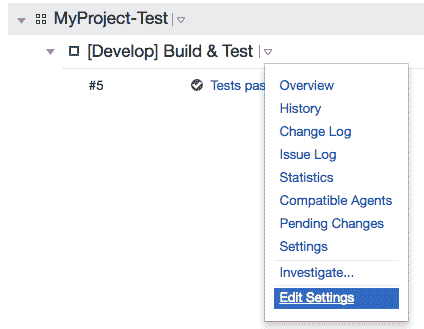 MyProject-Test
[Develop] Build & Test
#5 Tests pas
Overview
History
Change Log
Issue Log
Statistics
Compatible Agents
Pending Changes
Settings
Investigate...
Edit Settings